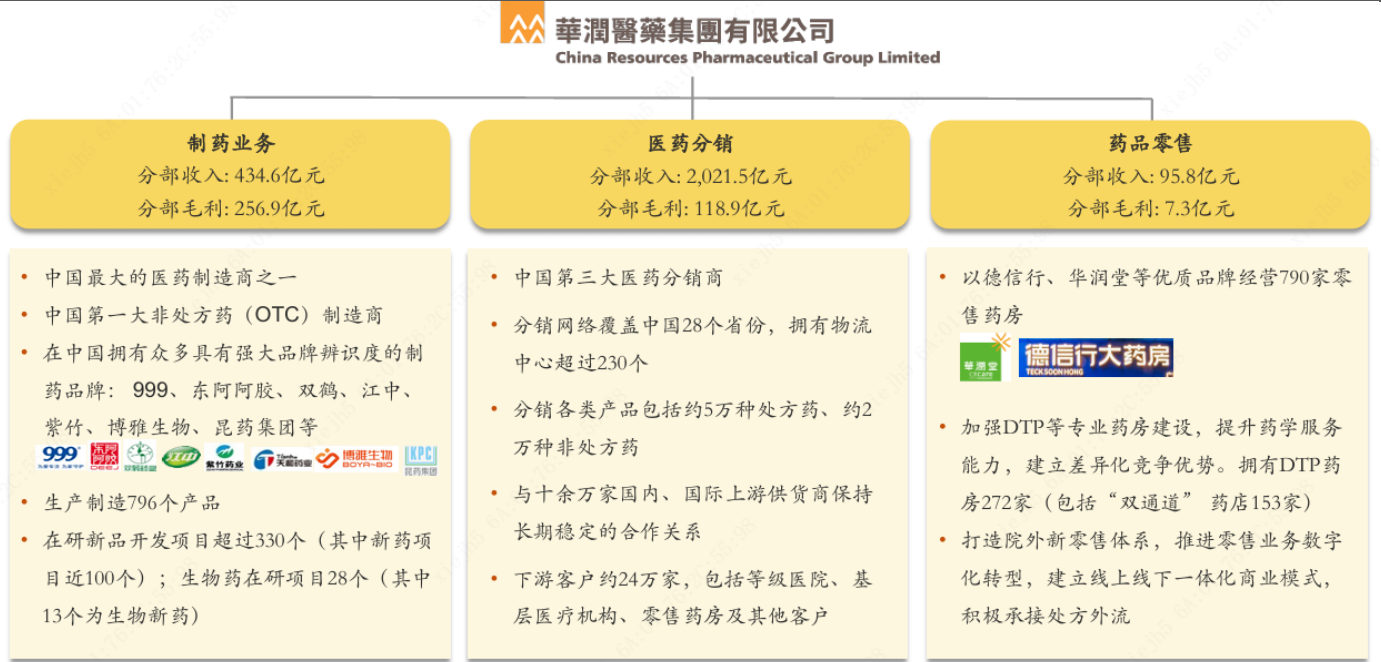 華潤醫藥集團有限公司
China Resources Pharmaceutical Group Limited
制药业务
分部收入: 434.6亿元
分部毛利: 256.9亿元
• 中国最大的医药制造商之一
• 中国第一大非处方药（OTC）制造商
• 在中国拥有众多具有强大品牌辨识度的制
药品牌： 999、东阿阿胶、双鹤、江中、
紫竹、博雅生物、昆药集团等
999
东阿阿胶
DEEJ
江中
紫竹药业
天和药业
博雅生物
BOYA-BIO
KPC
昆药集团
• 生产制造796个产品
• 在研新品开发项目超过330个（其中新药项
目近100个）；生物药在研项目28个（其中
13个为生物新药）
医药分销
分部收入: 2,021.5亿元
分部毛利: 118.9亿元
• 中国第三大医药分销商
• 分销网络覆盖中国28个省份，拥有物流
中心超过230个
• 分销各类产品包括约5万种处方药、约2
万种非处方药
• 与十余万家国内、国际上游供货商保持
长期稳定的合作关系
• 下游客户约24万家，包括等级医院、基
层医疗机构、零售药房及其他客户
药品零售
分部收入: 95.8亿元
分部毛利: 7.3亿元
• 以德信行、华润堂等优质品牌经营790家零
售药房
華潤堂
CRcare
德信行大药房
TECKSOONHONG
• 加强DTP等专业药房建设，提升药学服务
能力，建立差异化竞争优势。拥有DTP药
房272家（包括“双通道” 药店153家）
• 打造院外新零售体系，推进零售业务数字
化转型，建立线上线下一体化商业模式，
积极承接处方外流